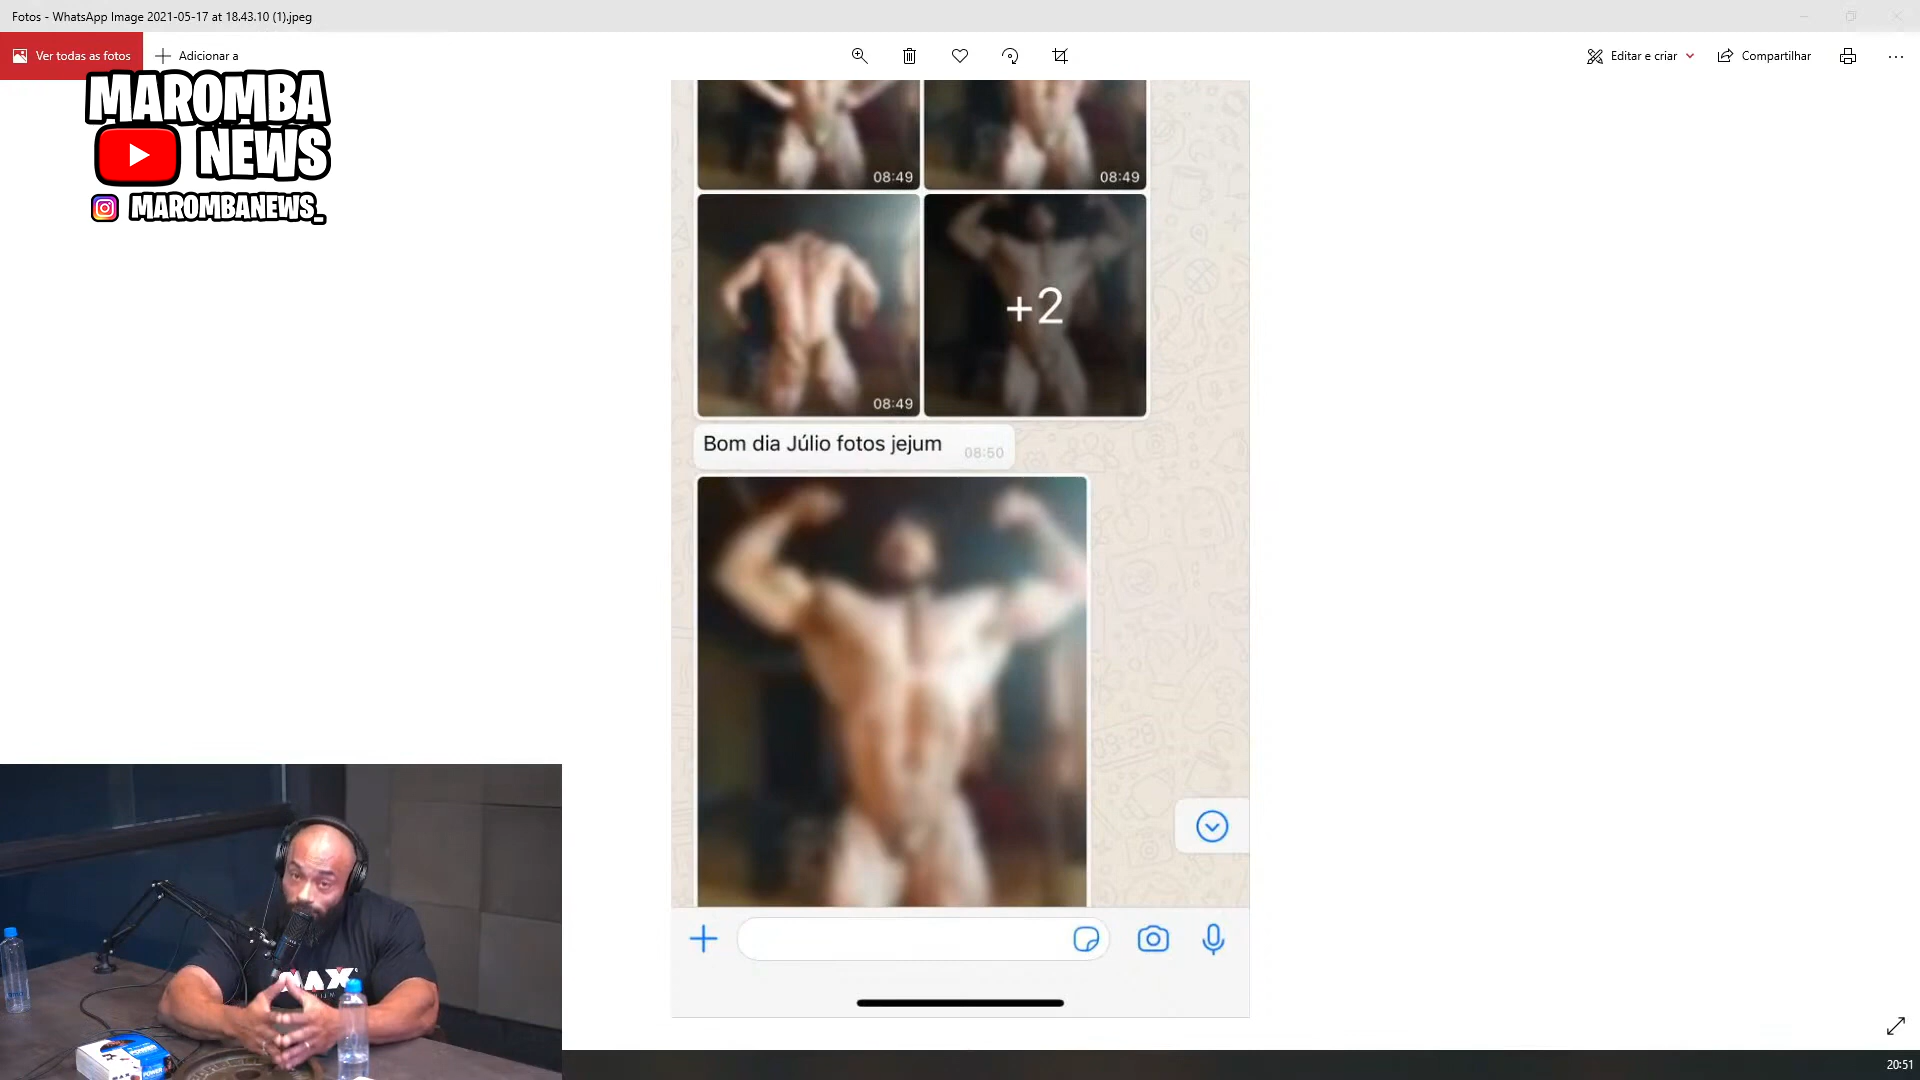 Fotos - WhatsApp Image 2021-05-17 at 18.43.10 (1).jpeg
Ver todas as fotos
Adicionar a
Editar e criar
Compartilhar
MAROMBA
NEWS
MAROMBANEWS_
08:49
08:49
08:49
+2
Bom dia Júlio fotos jejum 08:50
MAX
20:51